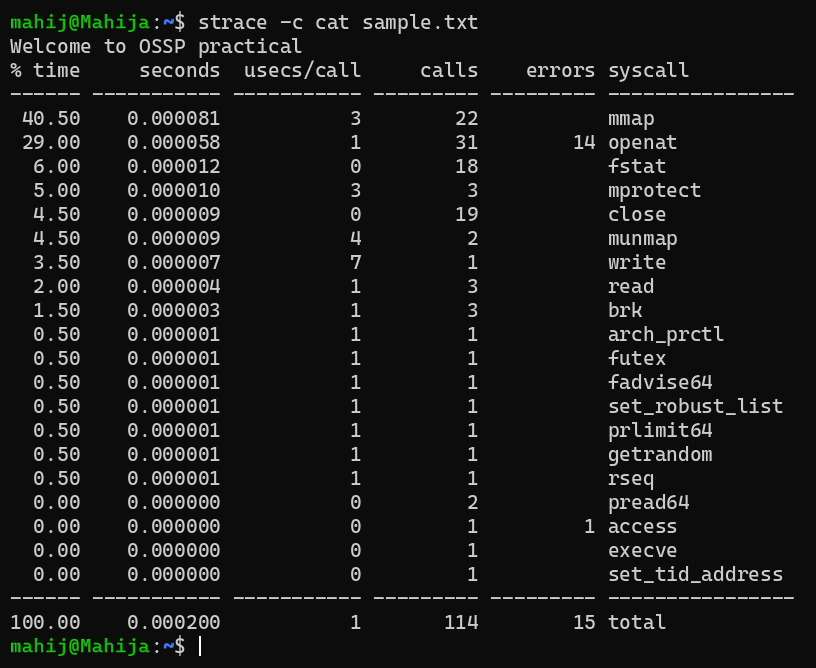 mahij@Mahija:~$ strace -c cat sample.txt
Welcome to OSSP practical
% time     seconds  usecs/call     calls    errors syscall
------ ----------- ----------- --------- --------- ----------------
 40.50    0.000081           3        22           mmap
 29.00    0.000058           1        31        14 openat
  6.00    0.000012           0        18           fstat
  5.00    0.000010           3         3           mprotect
  4.50    0.000009           0        19           close
  4.50    0.000009           4         2           munmap
  3.50    0.000007           7         1           write
  2.00    0.000004           1         3           read
  1.50    0.000003           1         3           brk
  0.50    0.000001           1         1           arch_prctl
  0.50    0.000001           1         1           futex
  0.50    0.000001           1         1           fadvise64
  0.50    0.000001           1         1           set_robust_list
  0.50    0.000001           1         1           prlimit64
  0.50    0.000001           1         1           getrandom
  0.50    0.000001           1         1           rseq
  0.00    0.000000           0         2           pread64
  0.00    0.000000           0         1         1 access
  0.00    0.000000           0         1           execve
  0.00    0.000000           0         1           set_tid_address
------ ----------- ----------- --------- --------- ----------------
100.00    0.000200           1       114        15 total
mahij@Mahija:~$